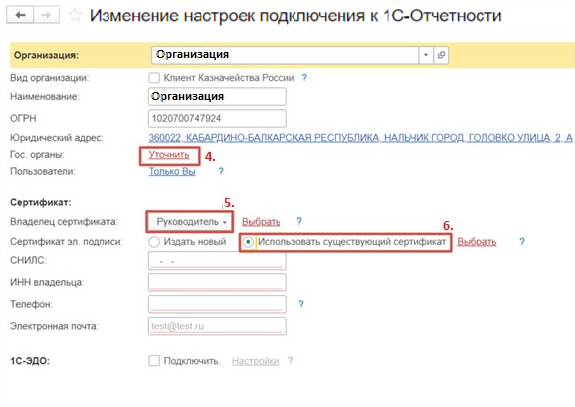 Изменение настроек подключения к 1С-Отчетности
Организация: Организация
Вид организации: Клиент Казначейства России ?
Наименование: Организация
ОГРН 1020700747924
Юридический адрес: 360022, КАБАРДИНО-БАЛКАРСКАЯ РЕСПУБЛИКА, НАЛЬЧИК ГОРОД, ГОЛОВКО УЛИЦА, 2, А
Гос. органы: Уточнить 4.
Пользователи: Только Вы ?
Сертификат: 5.
Владелец сертификата: Руководитель Выбрать ? 6.
Сертификат эл. подписи: Издать новый Использовать существующий сертификат Выбрать ?
СНИЛС: - -
ИНН владельца:
Телефон: ?
Электронная почта: test@test.ru
1С-ЭДО: Подключить. Настройки ?